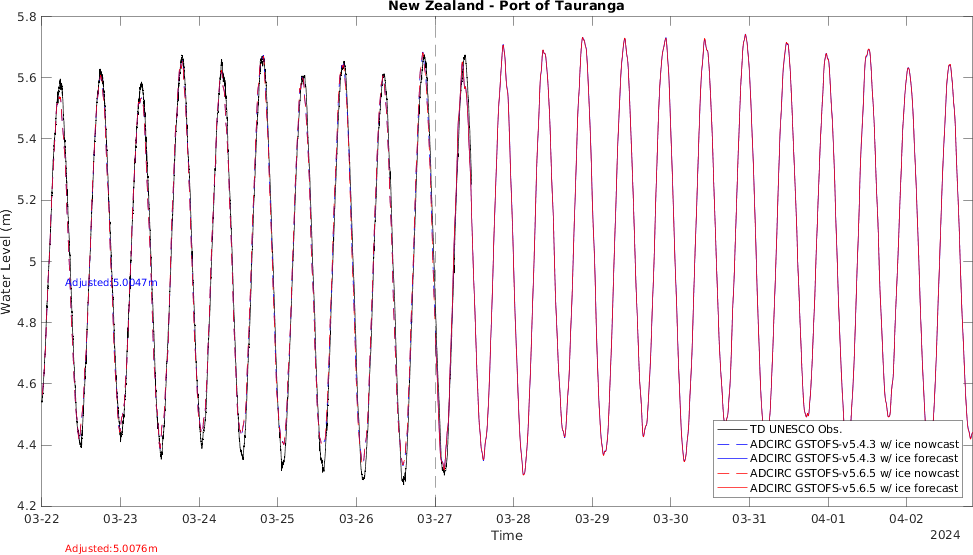 New Zealand - Port of Tauranga
5.8
5.6
5.4
5.2
5
4.8
4.6
4.4
4.2
Water Level (m)
Adjusted:5.0047m
TD UNESCO Obs.
ADCIRC GSTOFS-v5.4.3 w/ ice nowcast
ADCIRC GSTOFS-v5.4.3 w/ ice forecast
ADCIRC GSTOFS-v5.6.5 w/ ice nowcast
ADCIRC GSTOFS-v5.6.5 w/ ice forecast
03-22 03-23 03-24 03-25 03-26 03-27 03-28 03-29 03-30 03-31 04-01 04-02
Time
2024
Adjusted:5.0076m